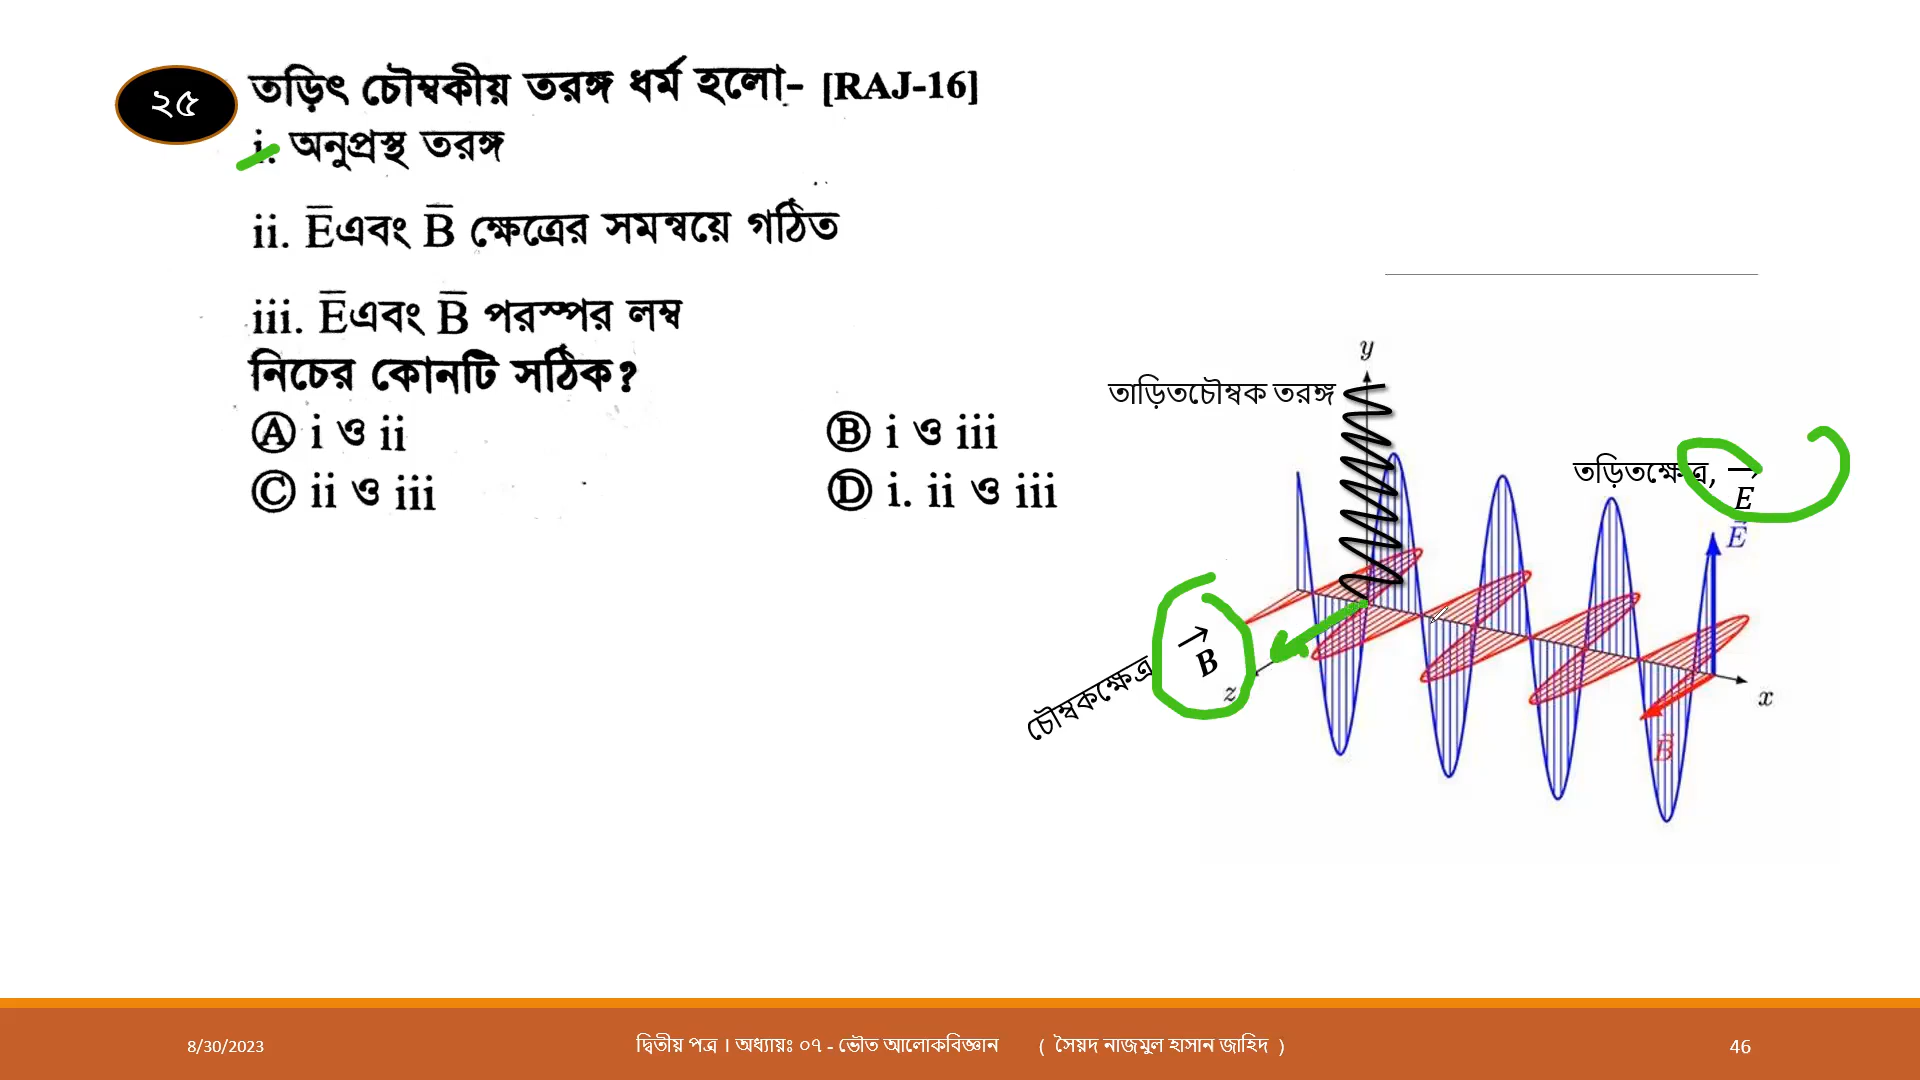 ২৫
তড়িৎ চৌম্বকীয় তরঙ্গ ধর্ম হলো- [RAJ-16]
i. অনুপ্রস্থ তরঙ্গ
ii. E̅ এবং B̅ ক্ষেত্রের সমন্বয়ে গঠিত
iii. E̅ এবং B̅ পরস্পর লম্ব
নিচের কোনটি সঠিক?
Ⓐ i ও ii
Ⓑ i ও iii
Ⓒ ii ও iii
Ⓓ i. ii ও iii
y
তাড়িতচৌম্বক তরঙ্গ
তড়িতক্ষেত্র, E⃗
E⃗
চৌম্বকক্ষেত্র B⃗
z
x
B⃗
8/30/2023
দ্বিতীয় পত্র । অধ্যায়ঃ ০৭ - ভৌত আলোকবিজ্ঞান ( সৈয়দ নাজমুল হাসান জাহিদ )
46